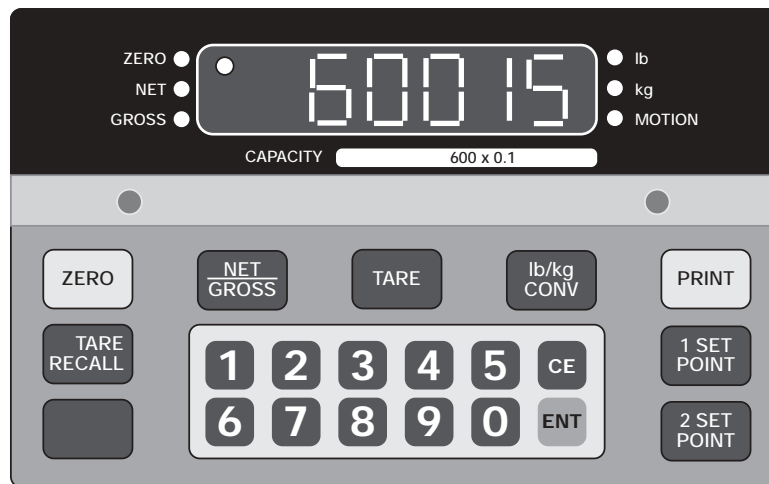 ZERO
NET
GROSS
60015
lb
kg
MOTION
CAPACITY 600 x 0.1
ZERO
NET
GROSS
TARE
lb/kg
CONV
PRINT
TARE
RECALL
1 2 3 4 5 CE
1 SET
POINT
6 7 8 9 0 ENT
2 SET
POINT